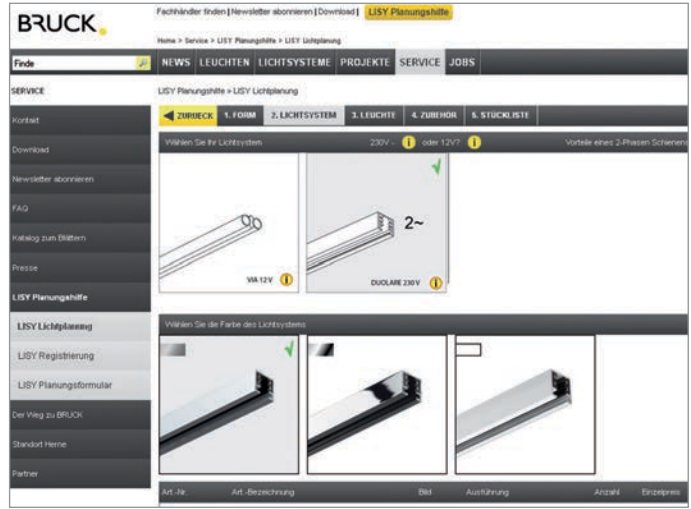 BRUCK
Fachhändler finden | Newsletter abonnieren | Download | LISY Planungshilfe
Home > Service > LISY Planungshilfe > LISY Lichtplanung
Finde
NEWS LEUCHTEN LICHTSYSTEME PROJEKTE SERVICE JOBS
SERVICE
Kontakt
Download
Newsletter abonnieren
FAQ
Katalog zum Blättern
Presse
LISY Planungshilfe
LISY Lichtplanung
LISY Registrierung
LISY Planungsformular
Der Weg zu BRUCK
Standort Herne
Partner
LISY Planungshilfe » LISY Lichtplanung
ZURUECK 1. FORM 2. LICHTSYSTEM 3. LEUCHTE 4. ZUBEHÖR 5. STÜCKLISTE
Wählen Sie Ihr Lichtsystem 230V ~ i oder 12V? i Vorteile eines 2-Phasen Schienens
2~
VIA 12 V i
DUOLARE 230 V i
Wählen Sie die Farbe des Lichtsystems
Art.-Nr. Art.-Bezeichnung Bild Ausführung Anzahl Einzelpreis